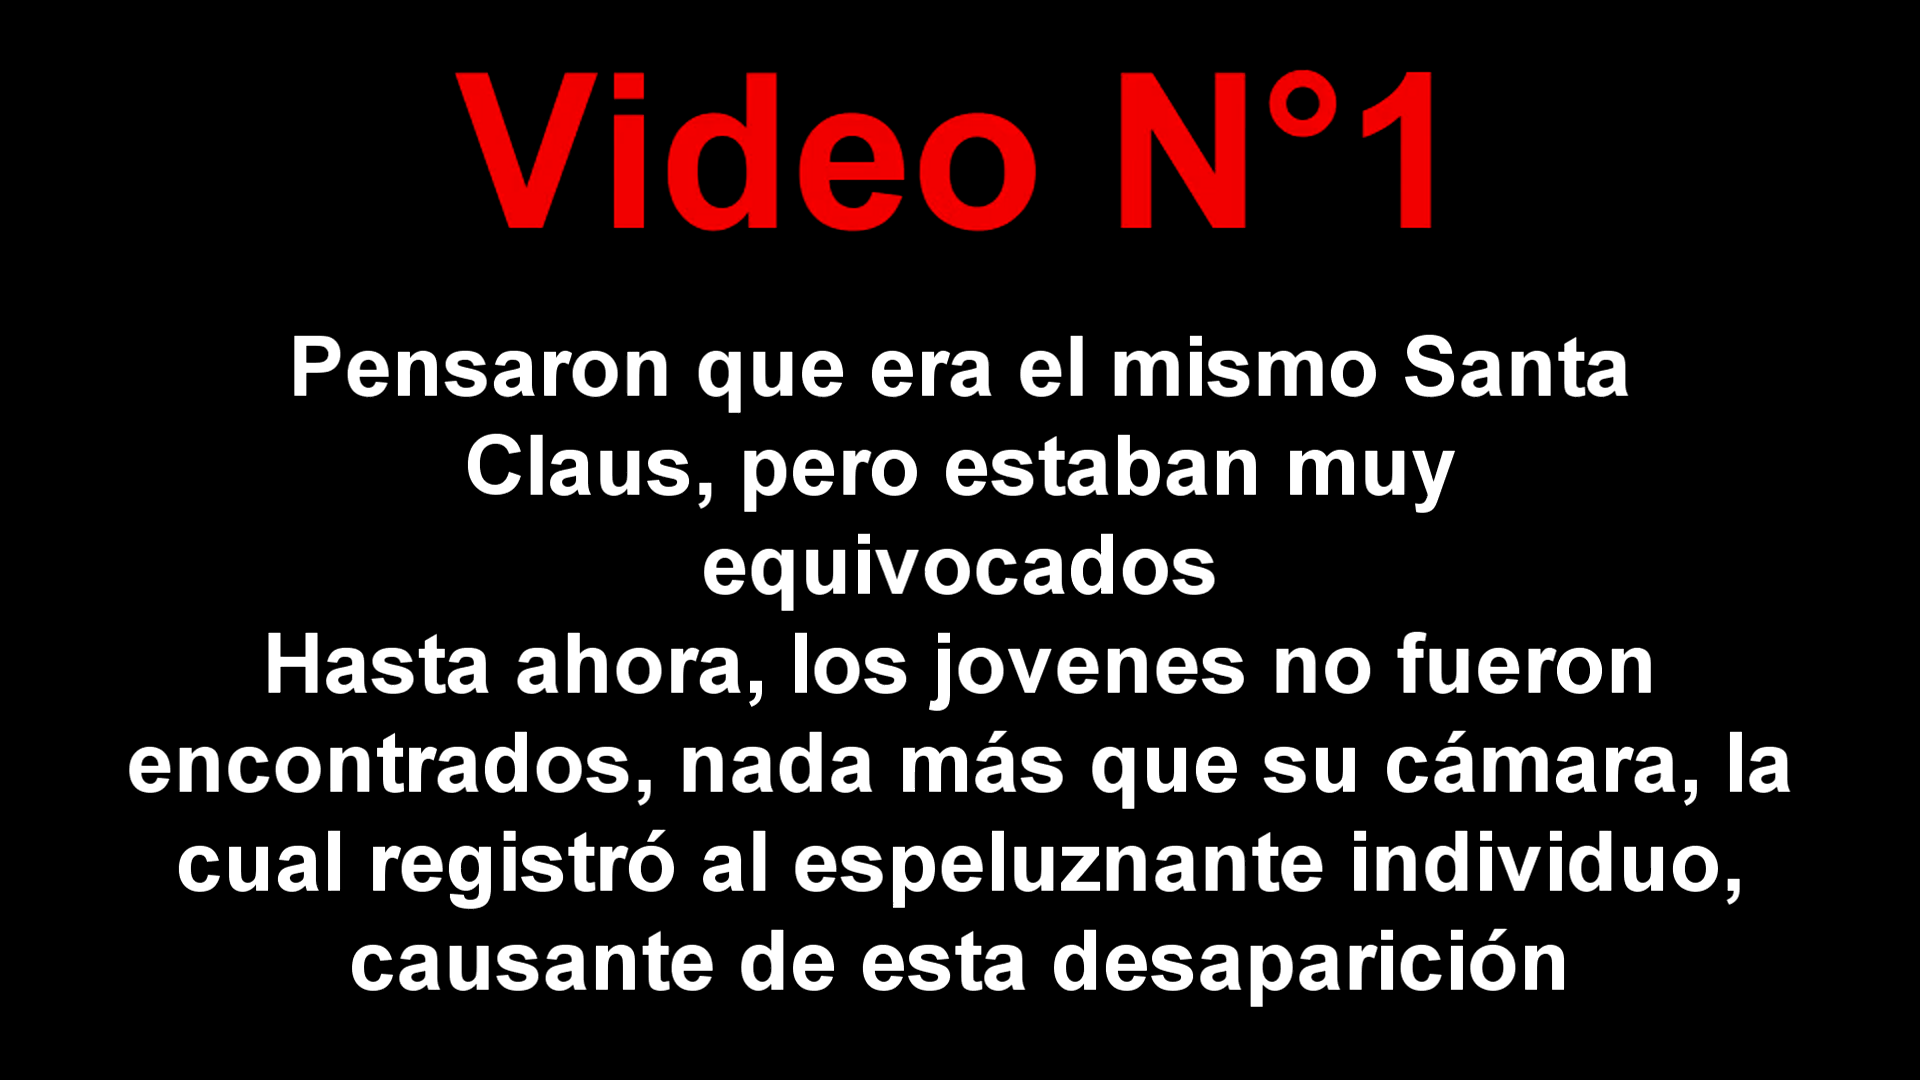 Video N°1
Pensaron que era el mismo Santa
Claus, pero estaban muy
equivocados
Hasta ahora, los jovenes no fueron
encontrados, nada más que su cámara, la
cual registró al espeluznante individuo,
causante de esta desaparición